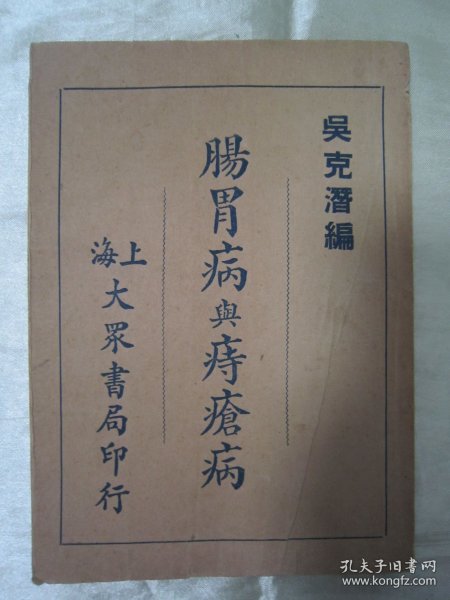 吳克潛編
腸胃病與痔瘡病
上海
大眾書局印行
孔夫子旧书网
www.kongfz.com